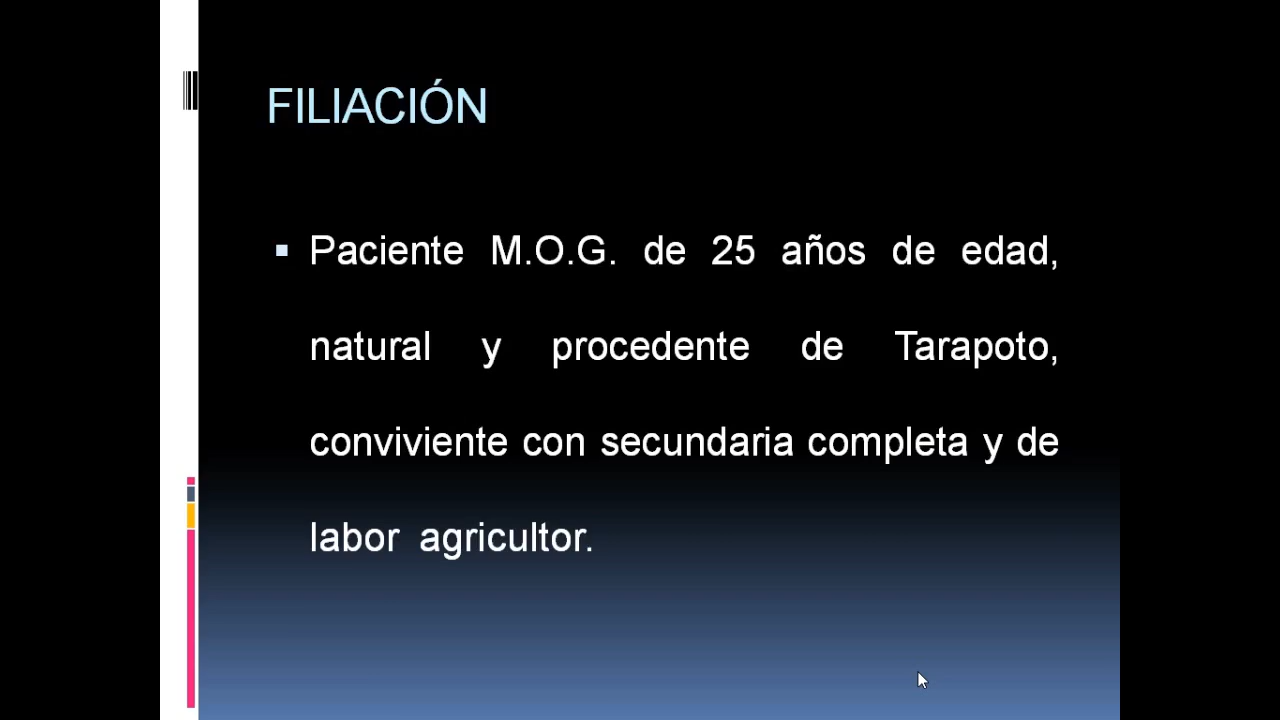 FILIACIÓN
Paciente M.O.G. de 25 años de edad,
natural y procedente de Tarapoto,
conviviente con secundaria completa y de
labor agricultor.